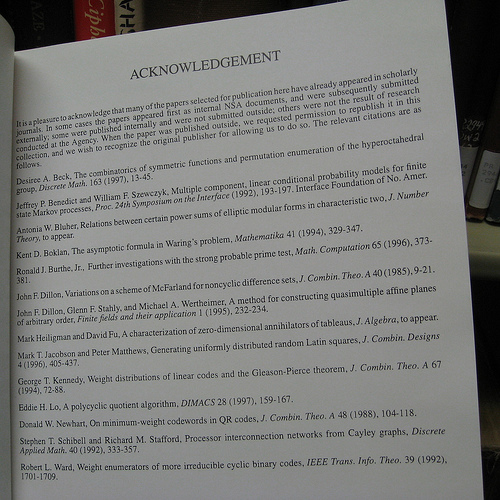 ACKNOWLEDGEMENT
It is a pleasure to acknowledge that many of the papers selected for publication here have already appeared in scholarly
journals. In some cases the papers appeared first as internal NSA documents, and were subsequently submitted
externally; some were published internally and were not submitted outside; others were not the result of research
conducted at the Agency. When the paper was published outside, we requested permission to republish it in this
collection, and we wish to recognize the original publisher for allowing us to do so. The relevant citations are as
follows.
Desiree A. Beck, The combinatorics of symmetric functions and permutation enumeration of the hyperoctahedral
group, Discrete Math. 163 (1997), 13-45.
Jeffrey P. Benedict and William F. Szewczyk, Multiple component, linear conditional probability models for finite
state Markov processes, Proc. 24th Symposium on the Interface (1992), 193-197. Interface Foundation of No. Amer.
Antonia W. Bluher, Relations between certain power sums of elliptic modular forms in characteristic two, J. Number
Theory, to appear.
Kent D. Boklan, The asymptotic formula in Waring's problem, Mathematika 41 (1994), 329-347.
Ronald J. Burthe, Jr., Further investigations with the strong probable prime test, Math. Computation 65 (1996), 373-
381.
John F. Dillon, Variations on a scheme of McFarland for noncyclic difference sets, J. Combin. Theo. A 40 (1985), 9-21.
John F. Dillon, Glenn F. Stahly, and Michael A. Wertheimer, A method for constructing quasimultiple affine planes
of arbitrary order, Finite fields and their application 1 (1995), 232-234.
Mark Heiligman and David Fu, A characterization of zero-dimensional annihilators of tableaus, J. Algebra, to appear.
Mark T. Jacobson and Peter Matthews, Generating uniformly distributed random Latin squares, J. Combin. Designs
4 (1996), 405-437.
George T. Kennedy, Weight distributions of linear codes and the Gleason-Pierce theorem, J. Combin. Theo. A 67
(1994), 72-88.
Eddie H. Lo, A polycyclic quotient algorithm, DIMACS 28 (1997), 159-167.
Donald W. Newhart, On minimum-weight codewords in QR codes, J. Combin. Theo. A 48 (1988), 104-118.
Stephen T. Schibell and Richard M. Stafford, Processor interconnection networks from Cayley graphs, Discrete
Applied Math. 40 (1992), 333-357.
Robert L. Ward, Weight enumerators of more irreducible cyclic binary codes, IEEE Trans. Info. Theo. 39 (1992),
1701-1709.